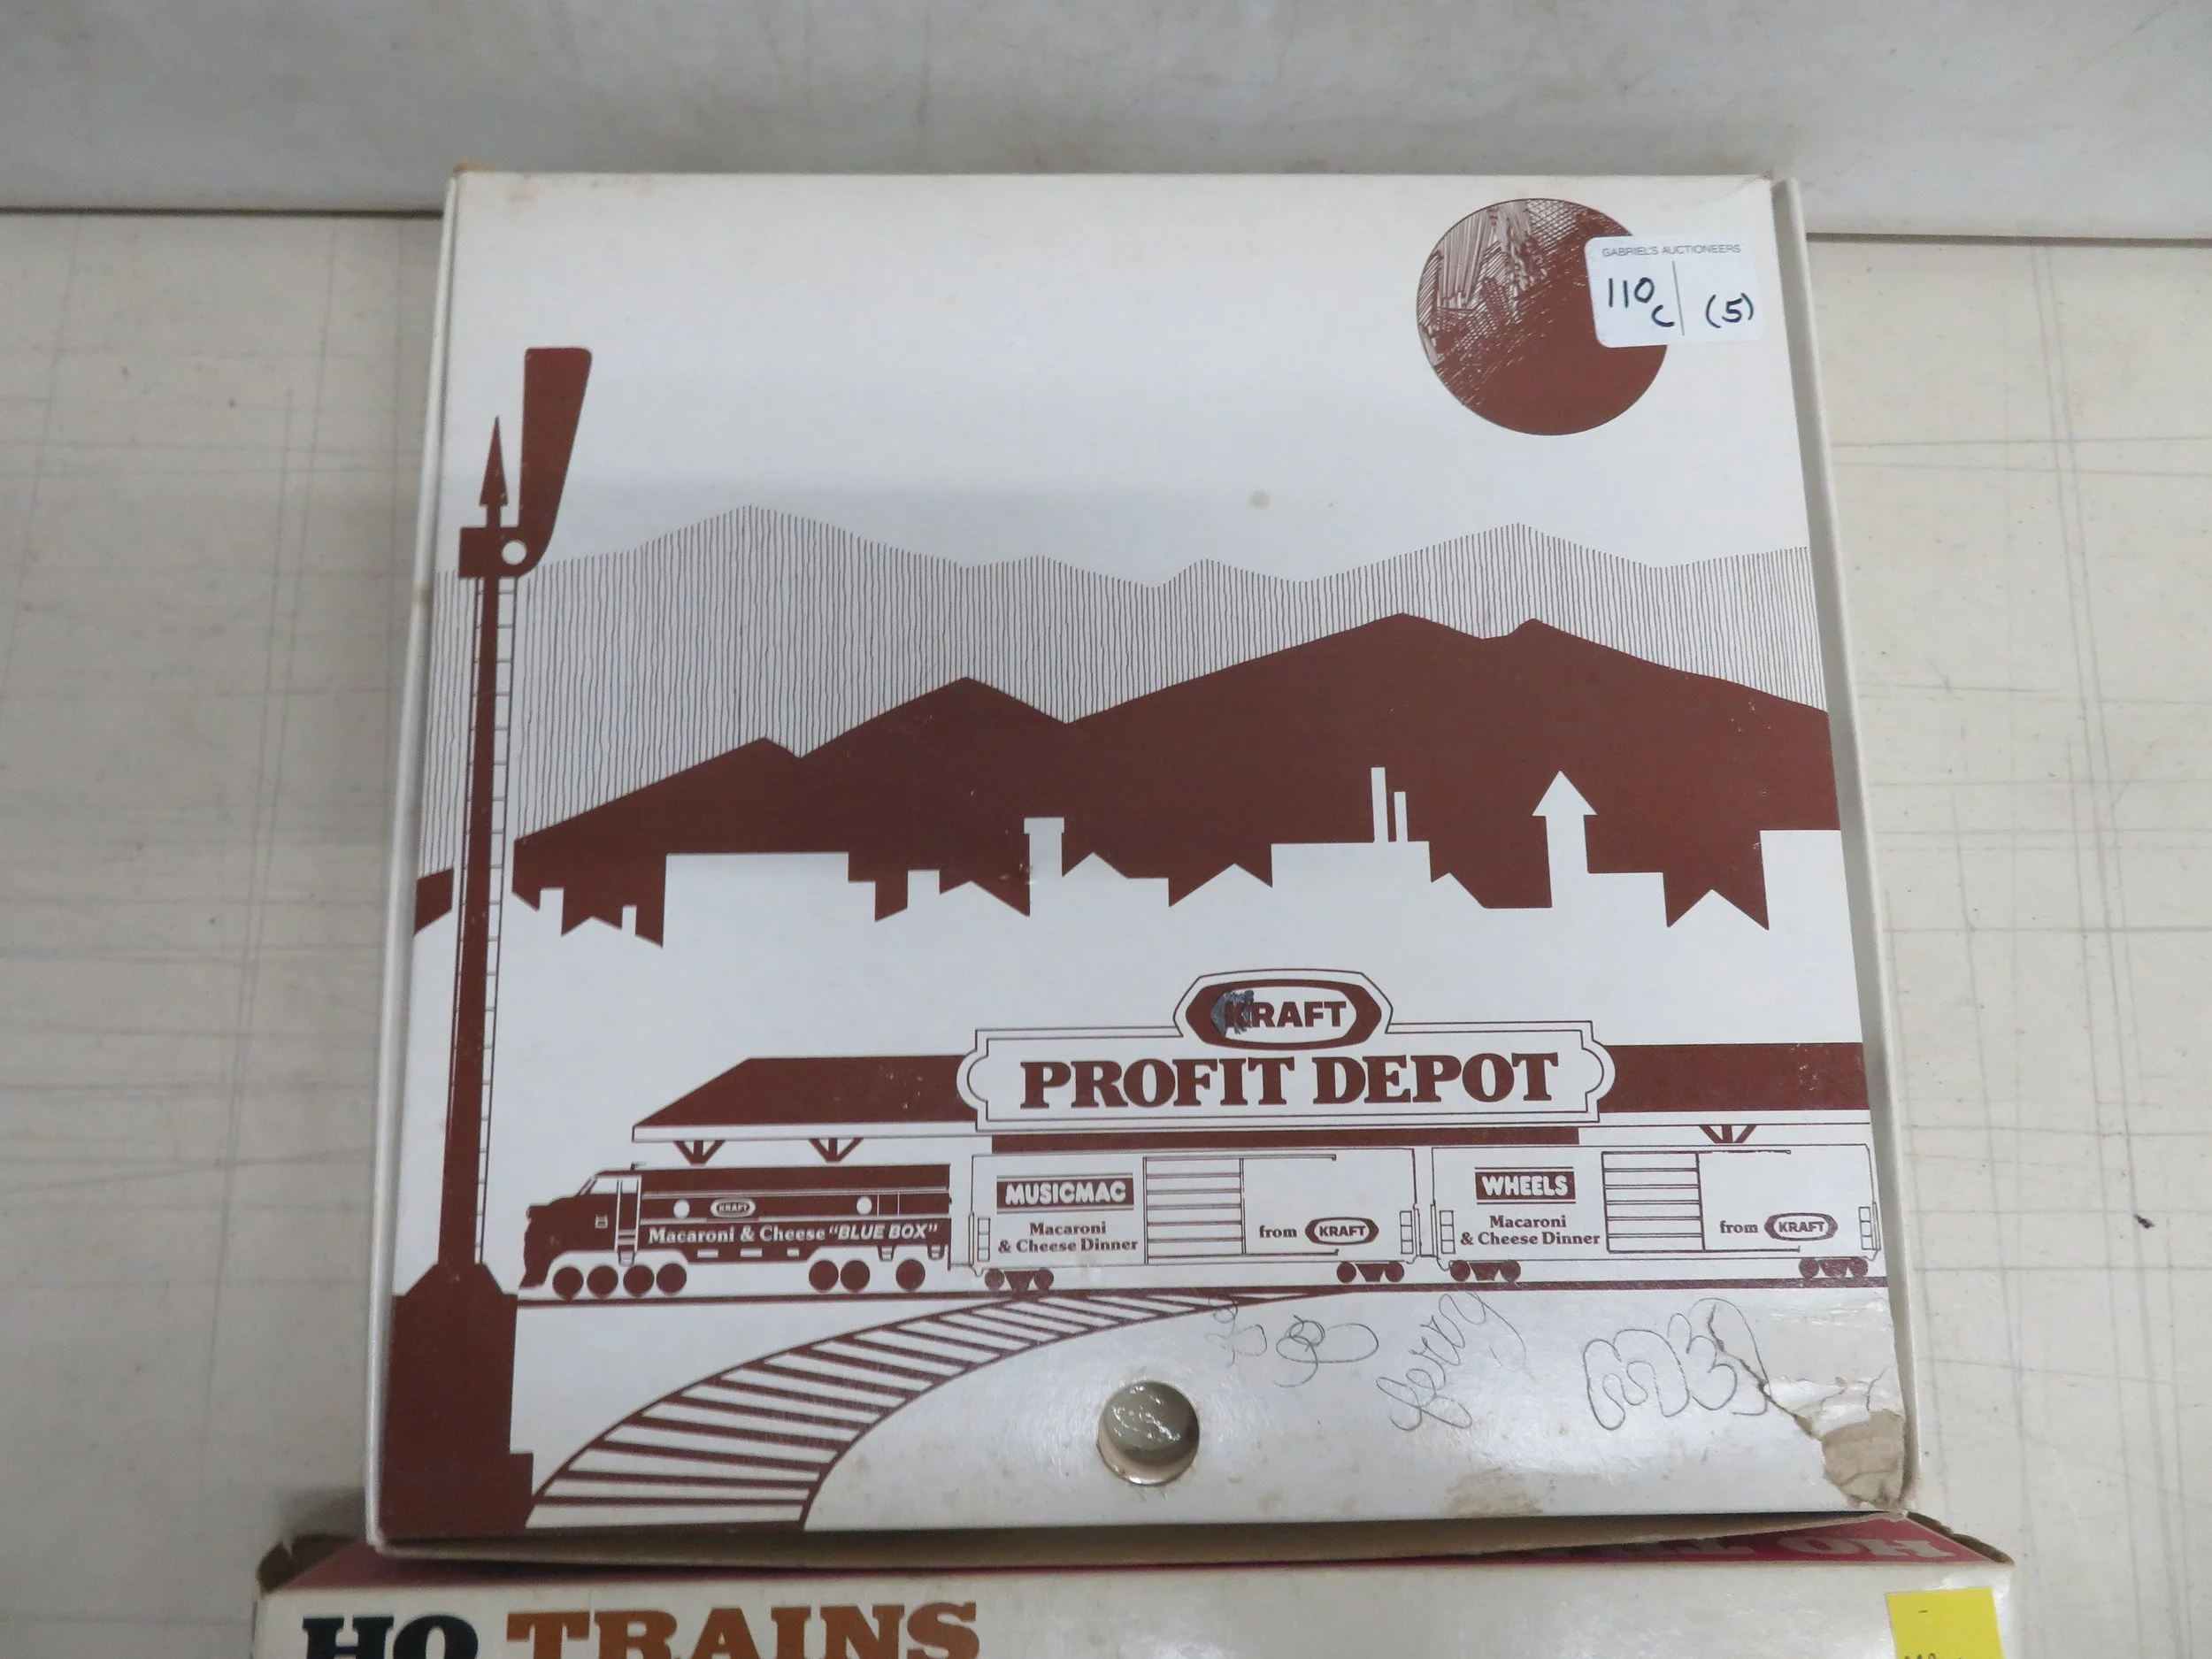 GABRIEL'S AUCTIONEERS
110c (5)
KRAFT
PROFIT DEPOT
KRAFT
Macaroni & Cheese "BLUE BOX"
MUSICMAC
Macaroni
& Cheese Dinner
from KRAFT
WHEELS
Macaroni
& Cheese Dinner
from KRAFT
HO TRAINS